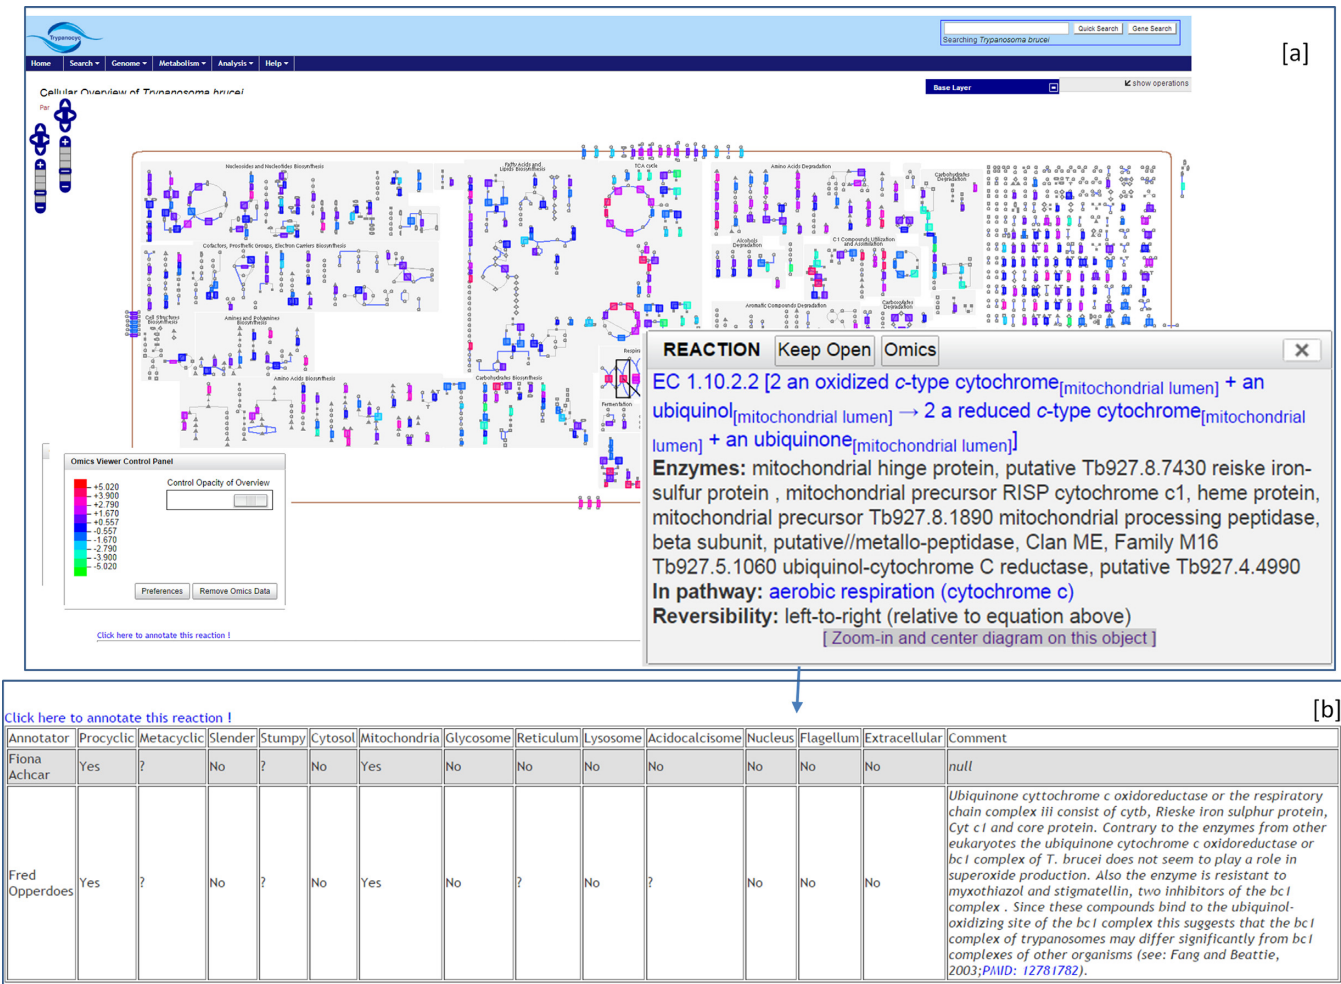 Trypanocyc
Quick Search
Gene Search
Searching Trypanosoma brucei
[a]
Home
Search
Genome
Metabolism
Analysis
Help
Base Layer
show operations
Cellular Overview of Trypanosoma brucei
Par
Nucleosides and Nucleotides Biosynthesis
Fatty Acids and
Lipids Biosynthesis
TCA cycle
Amino Acids Degradation
Carbohydrates
Degradation
Cofactors, Prosthetic Groups, Electron Carriers Biosynthesis
Alcohols
Degradation
C1 Compounds Utilization
and Assimilation
Cell Structures
Biosynthesis
Amines and Polyamines
Biosynthesis
Aromatic Compounds Degradation
Carboxylates
Degradation
Respir
Amino Acids Biosynthesis
Carbohydrates Biosynthesis
Fermentation
REACTION
Keep Open
Omics
EC 1.10.2.2 [2 an oxidized c-type cytochrome[mitochondrial lumen] + an
ubiquinol[mitochondrial lumen] → 2 a reduced c-type cytochrome[mitochondrial
lumen] + an ubiquinone[mitochondrial lumen]]
Enzymes: mitochondrial hinge protein, putative Tb927.8.7430 reiske iron-
sulfur protein , mitochondrial precursor RISP cytochrome c1, heme protein,
mitochondrial precursor Tb927.8.1890 mitochondrial processing peptidase,
beta subunit, putative//metallo-peptidase, Clan ME, Family M16
Tb927.5.1060 ubiquinol-cytochrome C reductase, putative Tb927.4.4990
In pathway: aerobic respiration (cytochrome c)
Reversibility: left-to-right (relative to equation above)
[ Zoom-in and center diagram on this object ]
Omics Viewer Control Panel
Control Opacity of Overview
+5.020
+3.900
+2.790
+1.670
+0.557
-0.557
-1.670
-2.790
-3.900
-5.020
Preferences
Remove Omics Data
Click here to annotate this reaction !
[b]
Click here to annotate this reaction !
Annotator Procyclic Metacyclic Slender Stumpy Cytosol Mitochondria Glycosome Reticulum Lysosome Acidocalcisome Nucleus Flagellum Extracellular Comment
Fiona
Achcar
Yes ? No ? No Yes No No No No No No No null
Fred
Opperdoes
Yes ? No ? No Yes No ? No ? No No No
Ubiquinone cyttochrome c oxidoreductase or the respiratory
chain complex iii consist of cytb, Rieske iron sulphur protein,
Cyt c1 and core protein. Contrary to the enzymes from other
eukaryotes the ubiquinone cytochrome c oxidoreductase or
bc1 complex of T. brucei does not seem to play a role in
superoxide production. Also the enzyme is resistant to
myxothiazol and stigmatellin, two inhibitors of the bc1
complex . Since these compounds bind to the ubiquinol-
oxidizing site of the bc1 complex this suggests that the bc1
complex of trypanosomes may differ significantly from bc1
complexes of other organisms (see: Fang and Beattie,
2003;PMID: 12781782).